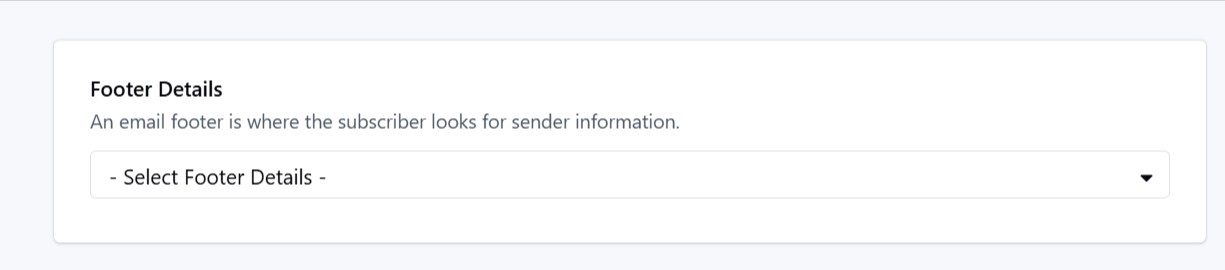 Footer Details
An email footer is where the subscriber looks for sender information.
- Select Footer Details -